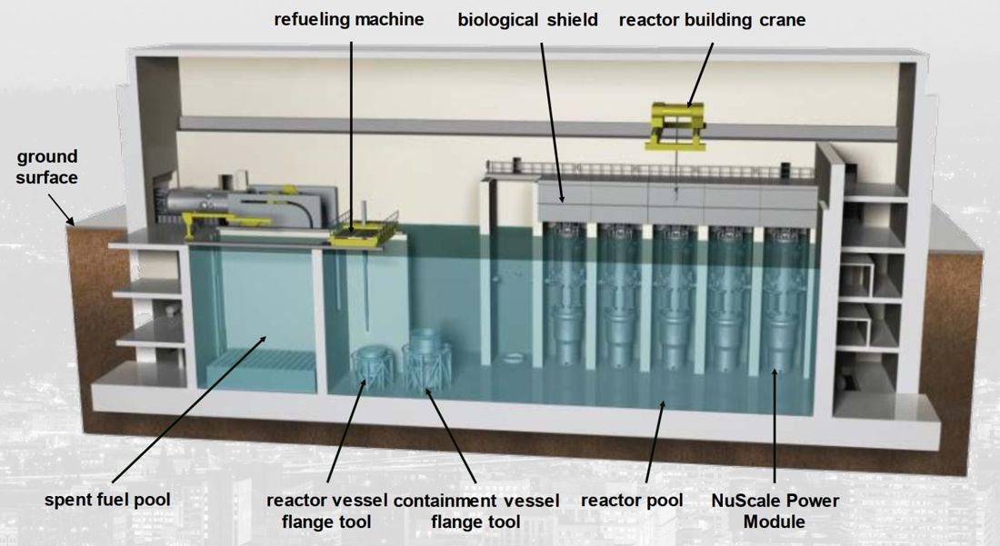 refueling machine
biological shield
reactor building crane
ground
surface
spent fuel pool
reactor vessel
flange tool
containment vessel
flange tool
reactor pool
NuScale Power
Module